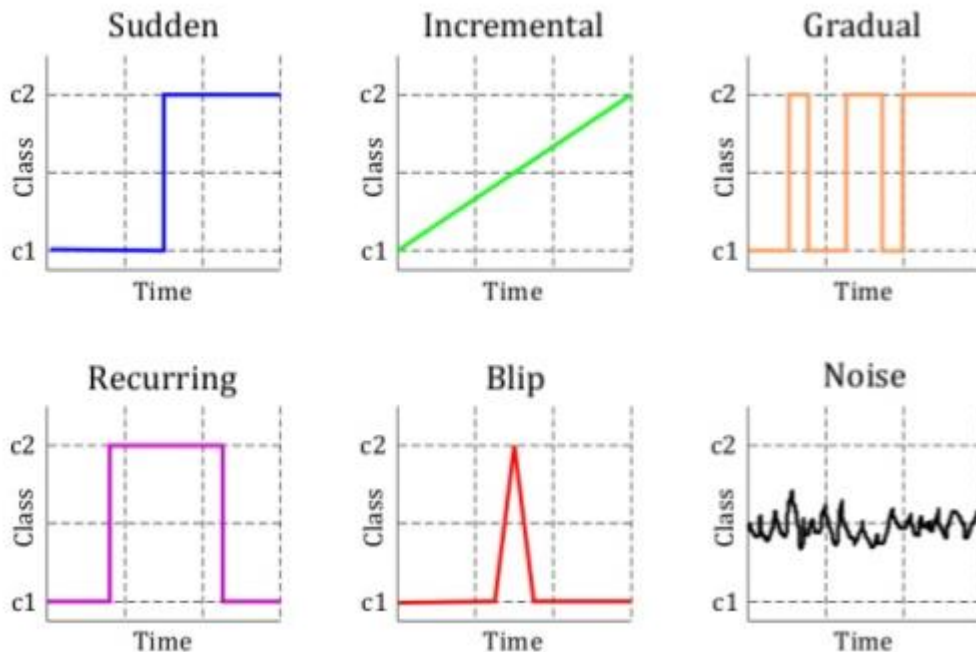 Sudden
Incremental
Gradual
c2
Class
c1
Time
c2
Class
c1
Time
c2
Class
c1
Time
Recurring
Blip
Noise
c2
Class
c1
Time
c2
Class
c1
Time
c2
Class
c1
Time